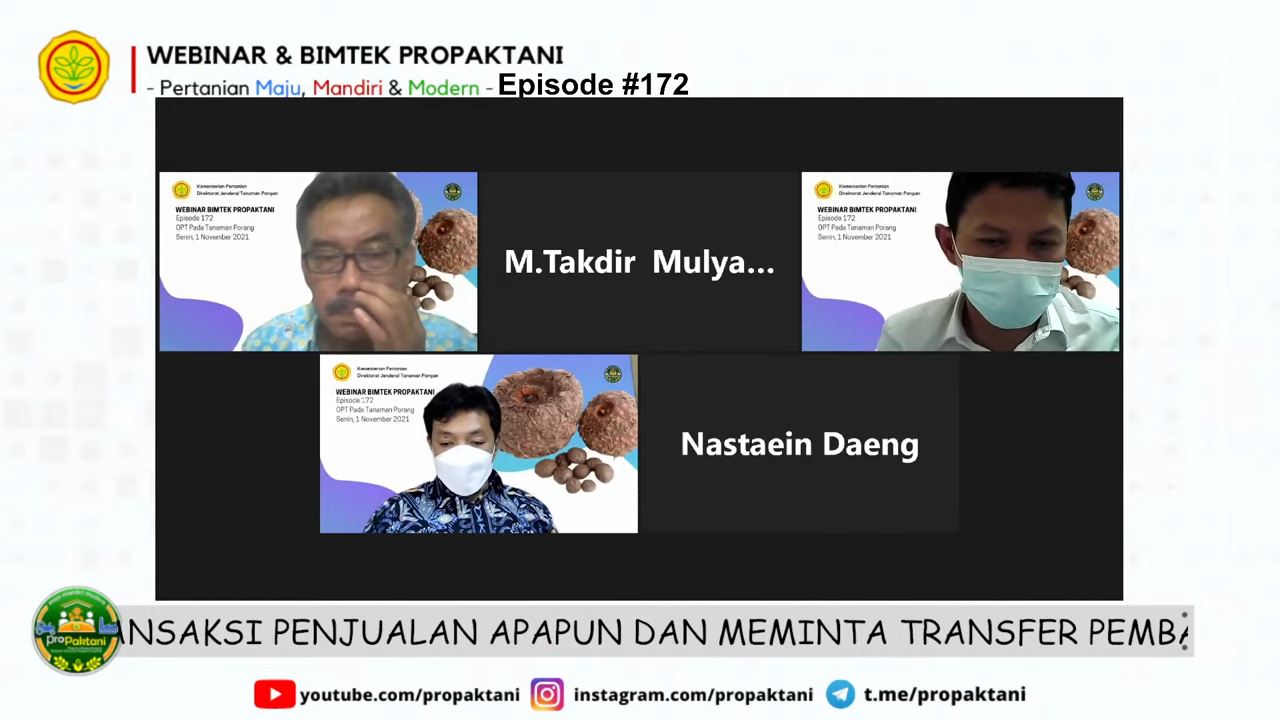 WEBINAR & BIMTEK PROPAKTANI
- Pertanian Maju, Mandiri & Modern - Episode #172
Kementerian Pertanian
Direktorat Jenderal Tanaman Pangan
WEBINAR BIMTEK PROPAKTANI
Episode 172
OPT Pada Tanaman Porang
Senin, 1 November 2021
M.Takdir Mulya...
Kementerian Pertanian
Direktorat Jenderal Tanaman Pangan
WEBINAR BIMTEK PROPAKTANI
Episode 172
OPT Pada Tanaman Porang
Senin, 1 November 2021
Kementerian Pertanian
Direktorat Jenderal Tanaman Pangan
WEBINAR BIMTEK PROPAKTANI
Episode 172
OPT Pada Tanaman Porang
Senin, 1 November 2021
Nastaein Daeng
proPaktani
ANSAKSI PENJUALAN APAPUN DAN MEMINTA TRANSFER PEMBA
youtube.com/propaktani
instagram.com/propaktani
t.me/propaktani